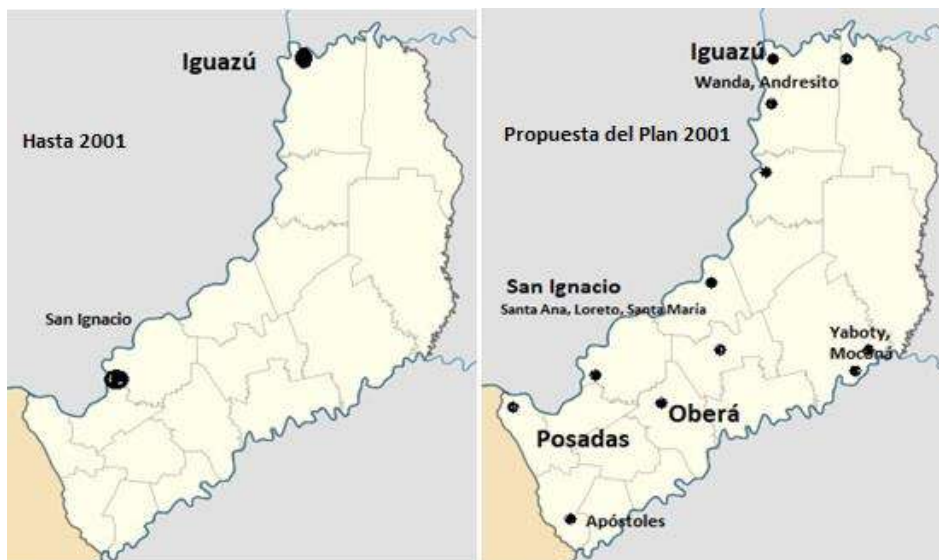 Iguazú
Hasta 2001
San Ignacio
Iguazú
Wanda, Andresito
Propuesta del Plan 2001
San Ignacio
Santa Ana, Loreto, Santa María
Yaboty,
Moconá
Oberá
Posadas
Apóstoles